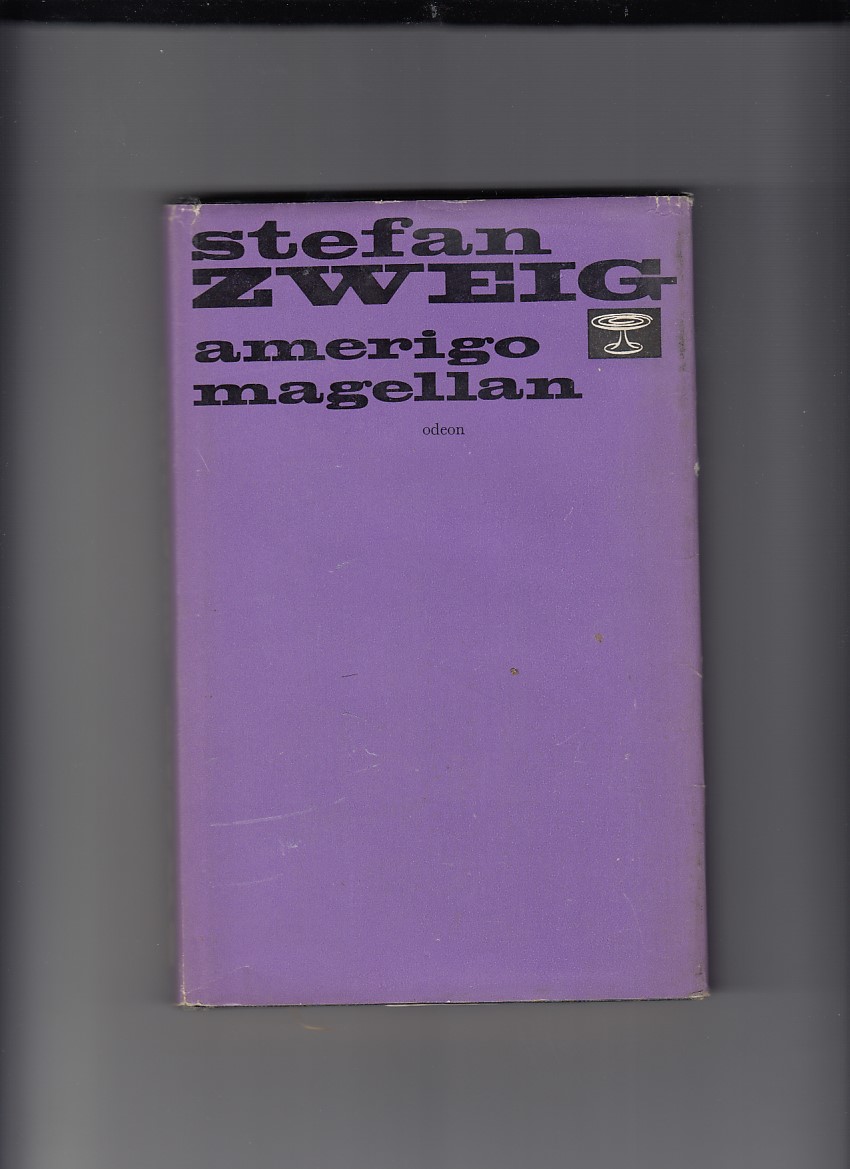 stefan
ZWEIG
amerigo
magellan
odeon